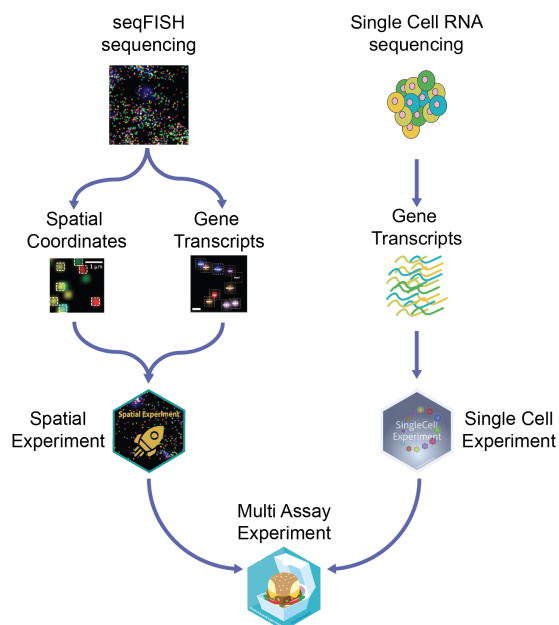 seqFISH
sequencing
Single Cell RNA
sequencing
Spatial
Coordinates
Gene
Transcripts
Gene
Transcripts
1 μm
Spatial
Experiment
Spatial Experiment
SingleCell
Experiment
Single Cell
Experiment
Multi Assay
Experiment